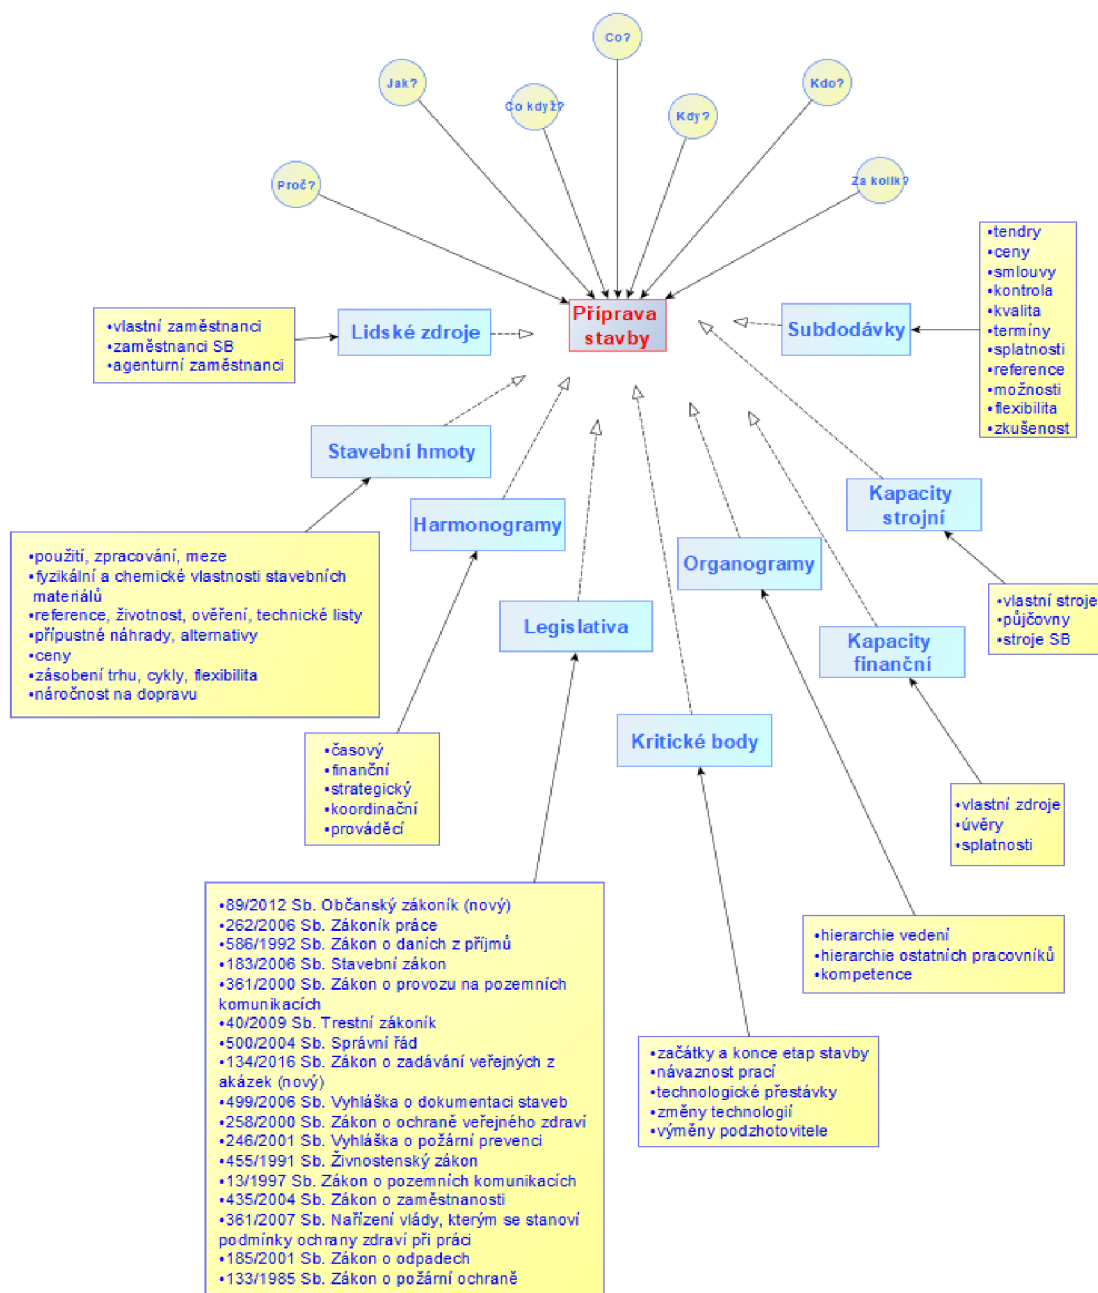 Co?
Jak?
Kdo?
Co když?
Kdy?
Proč?
Za kolik?
Příprava
stavby
Lidské zdroje
•vlastní zaměstnanci
•zaměstnanci SB
•agenturní zaměstnanci
Subdodávky
•tendry
•ceny
•smlouvy
•kontrola
•kvalita
•termíny
•splatnosti
•reference
•možnosti
•flexibilita
•zkušenost
Stavební hmoty
•použití, zpracování, meze
•fyzikální a chemické vlastnosti stavebních
materiálů
•reference, životnost, ověření, technické listy
•přípustné náhrady, alternativy
•ceny
•zásobení trhu, cykly, flexibilita
•náročnost na dopravu
Harmonogramy
•časový
•finanční
•strategický
•koordinační
•prováděcí
Kapacity
strojní
•vlastní stroje
•půjčovny
•stroje SB
Organogramy
•hierarchie vedení
•hierarchie ostatních pracovníků
•kompetence
Legislativa
•89/2012 Sb. Občanský zákoník (nový)
•262/2006 Sb. Zákoník práce
•586/1992 Sb. Zákon o daních z příjmů
•183/2006 Sb. Stavební zákon
•361/2000 Sb. Zákon o provozu na pozemních
komunikacích
•40/2009 Sb. Trestní zákoník
•500/2004 Sb. Správní řád
•134/2016 Sb. Zákon o zadávání veřejných z
akázek (nový)
•499/2006 Sb. Vyhláška o dokumentaci staveb
•258/2000 Sb. Zákon o ochraně veřejného zdraví
•246/2001 Sb. Vyhláška o požární prevenci
•455/1991 Sb. Živnostenský zákon
•13/1997 Sb. Zákon o pozemních komunikacích
•435/2004 Sb. Zákon o zaměstnanosti
•361/2007 Sb. Nařízení vlády, kterým se stanoví
podmínky ochrany zdraví při práci
•185/2001 Sb. Zákon o odpadech
•133/1985 Sb. Zákon o požární ochraně
Kapacity
finanční
•vlastní zdroje
•úvěry
•splatnosti
Kritické body
•začátky a konce etap stavby
•návaznost prací
•technologické přestávky
•změny technologií
•výměny podzhotovitele